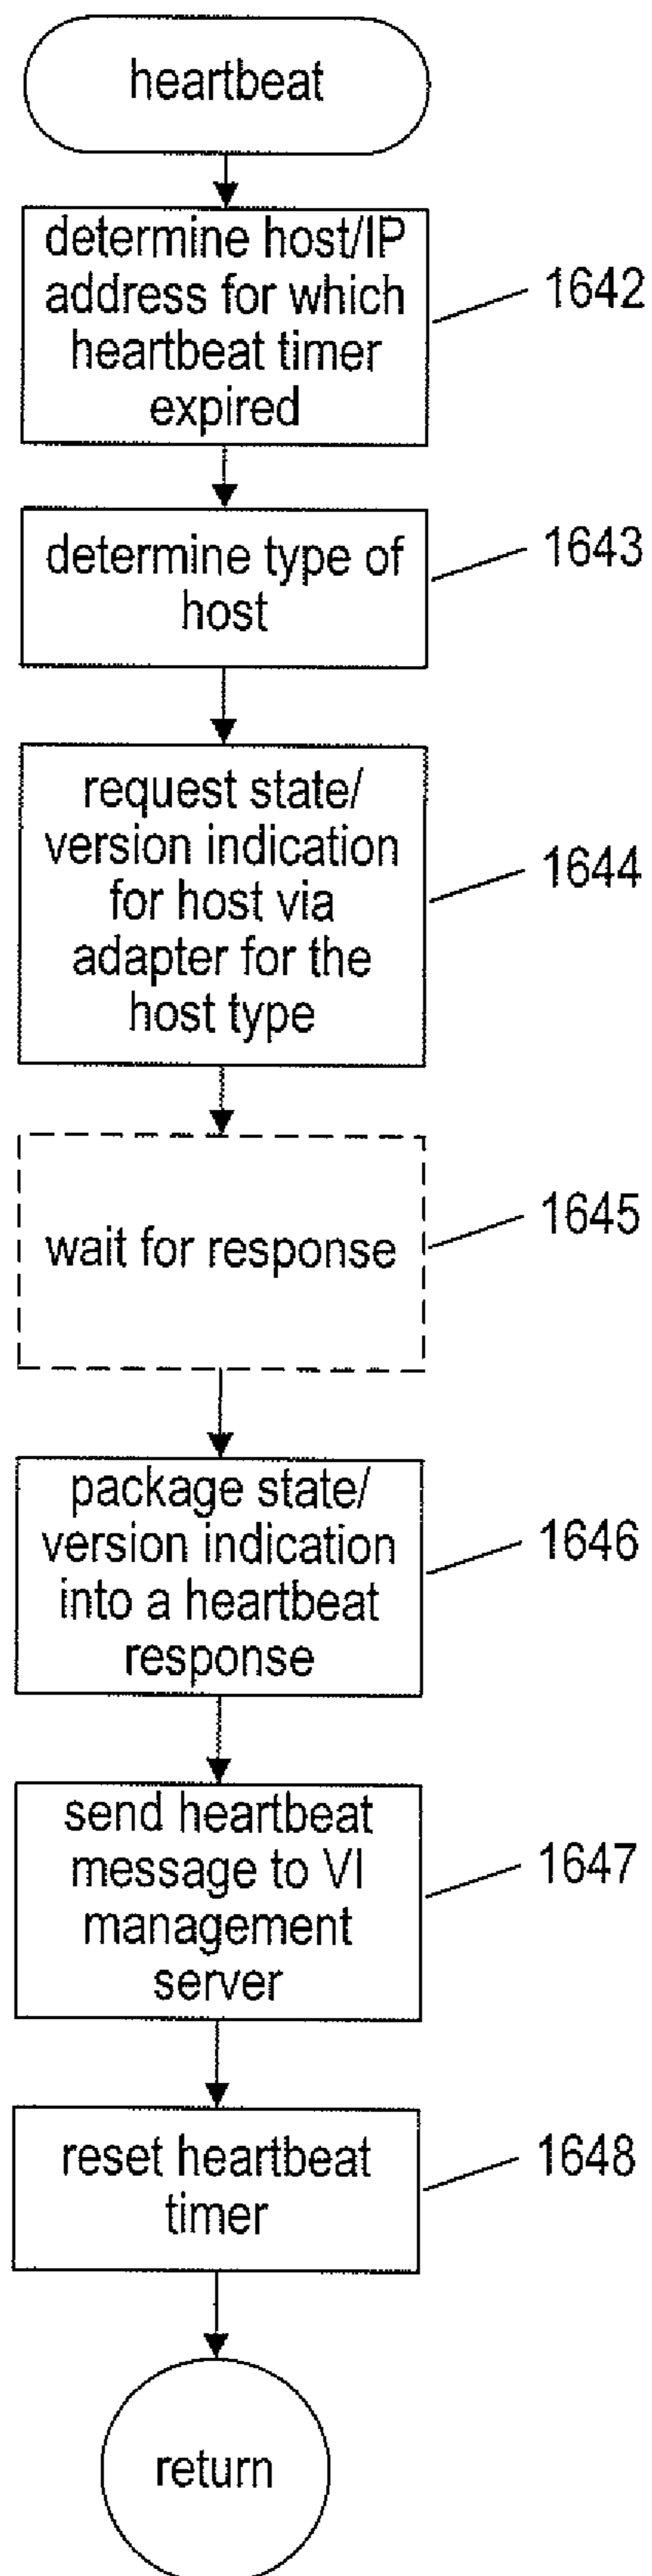 heartbeat
determine host/IP
address for which
heartbeat timer
expired
1642
determine type of
host
1643
request state/
version indication
for host via
adapter for the
host type
1644
wait for response
1645
package state/
version indication
into a heartbeat
response
1646
send heartbeat
message to VI
management
server
1647
reset heartbeat
timer
1648
return